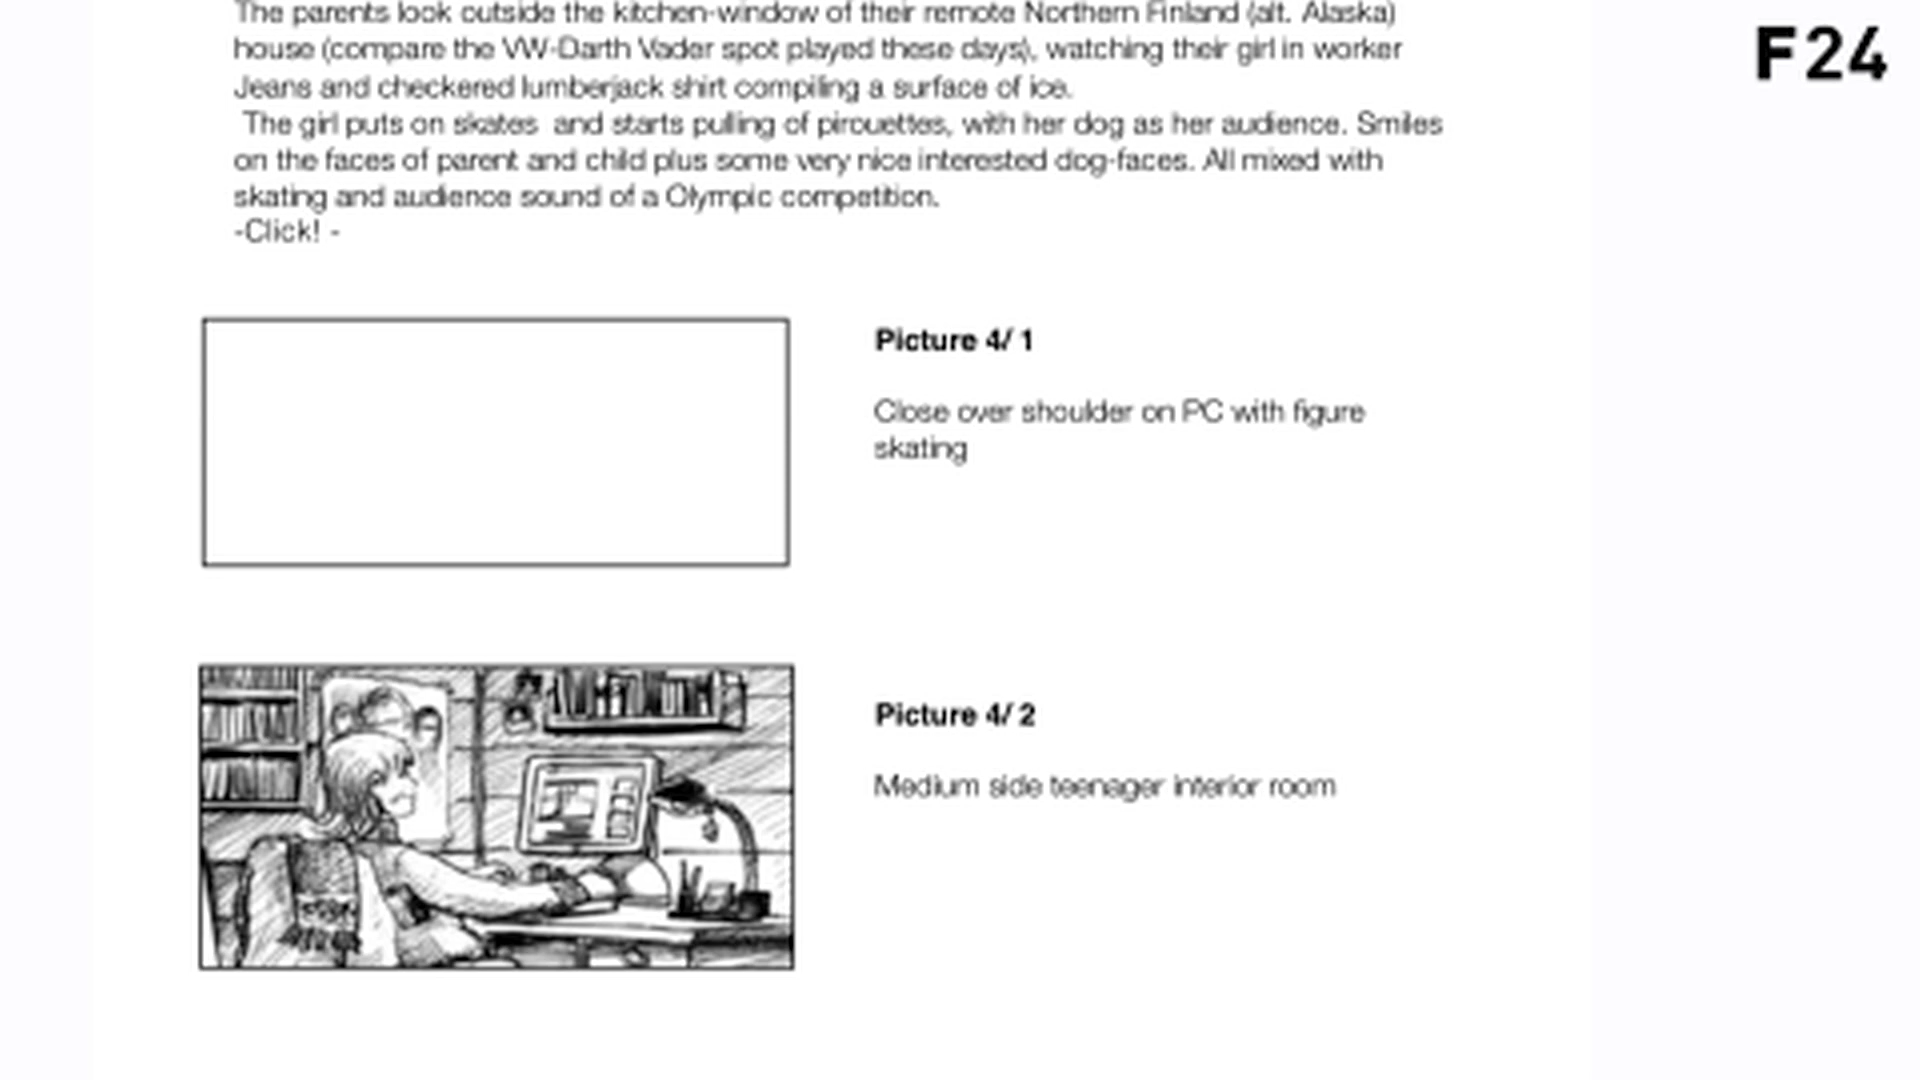 The parents look outside the kitchen-window of their remote Northern Finland (alt. Alaska)
house (compare the VW-Darth Vader spot played these days), watching their girl in worker
Jeans and checkered lumberjack shirt compiling a surface of ice.
The girl puts on skates and starts pulling of pirouettes, with her dog as her audience. Smiles
on the faces of parent and child plus some very nice interested dog-faces. All mixed with
skating and audience sound of a Olympic competition.
-Click! -
F24
Picture 4/ 1
Close over shoulder on PC with figure
skating
Picture 4/ 2
Medium side teenager interior room